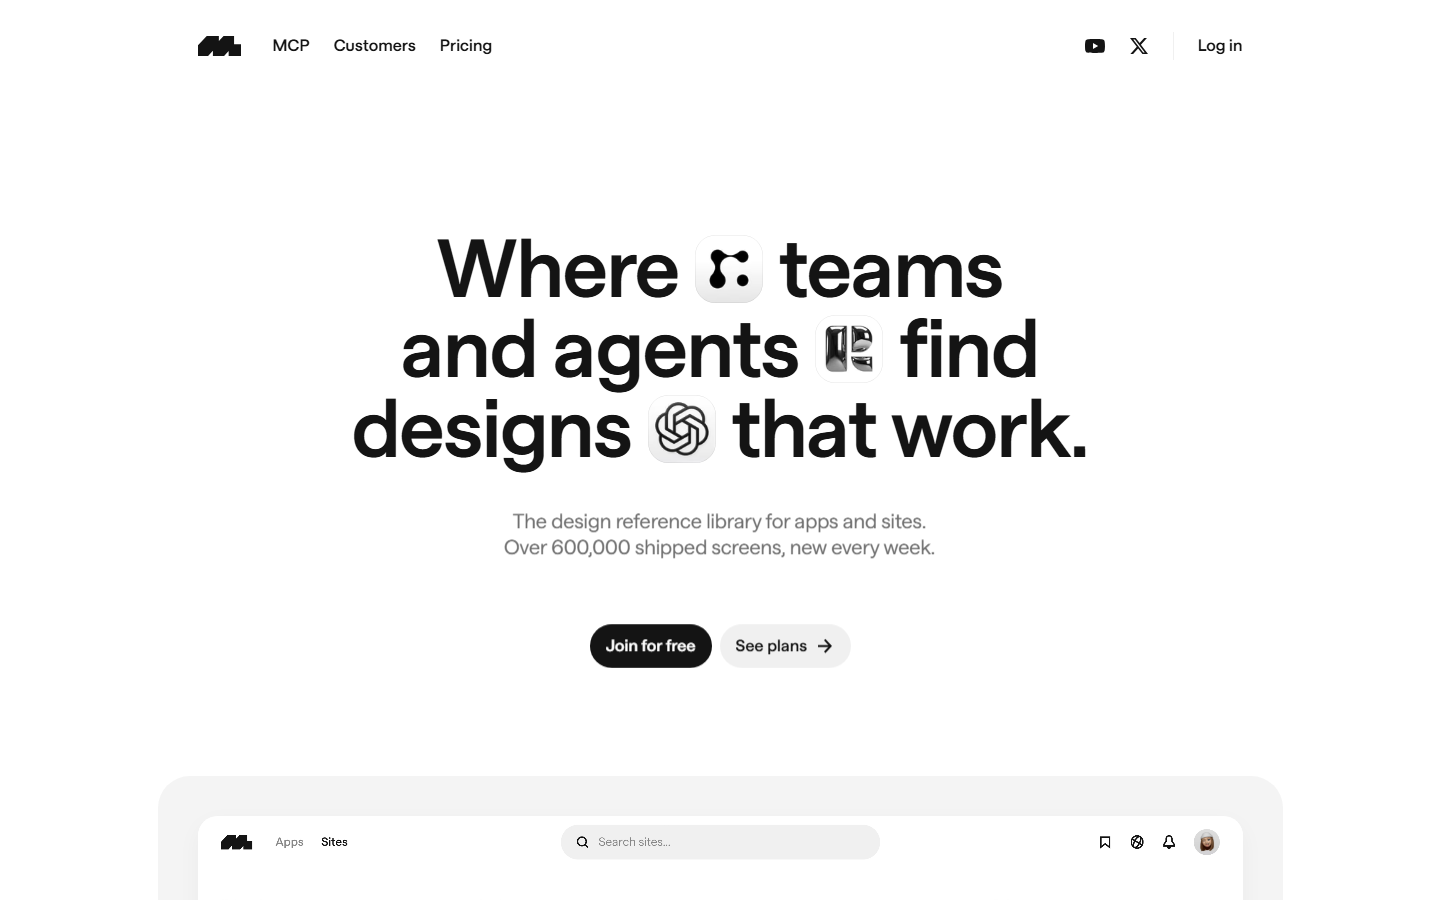 MCP Customers Pricing
Log in
Where teams
and agents find
designs that work.
The design reference library for apps and sites.
Over 600,000 shipped screens, new every week.
Join for free
See plans
Apps Sites
Search sites...